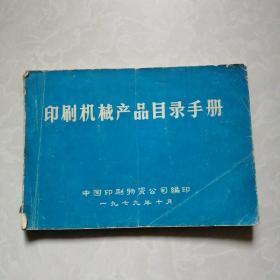 印刷机械产品目录手册
中国印刷物资公司编印
一九七九年十月